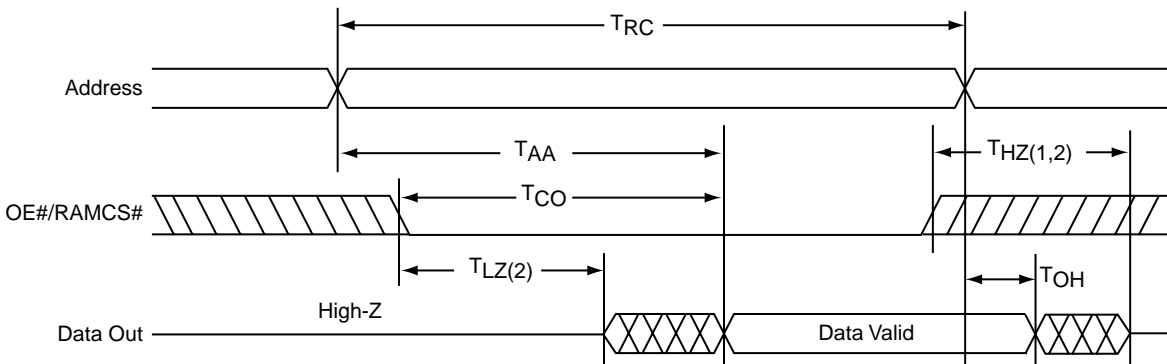 TRC
Address
TAA
THZ(1,2)
TCO
OE#/RAMCS#
TLZ(2)
TOH
High-Z
Data Out
Data Valid